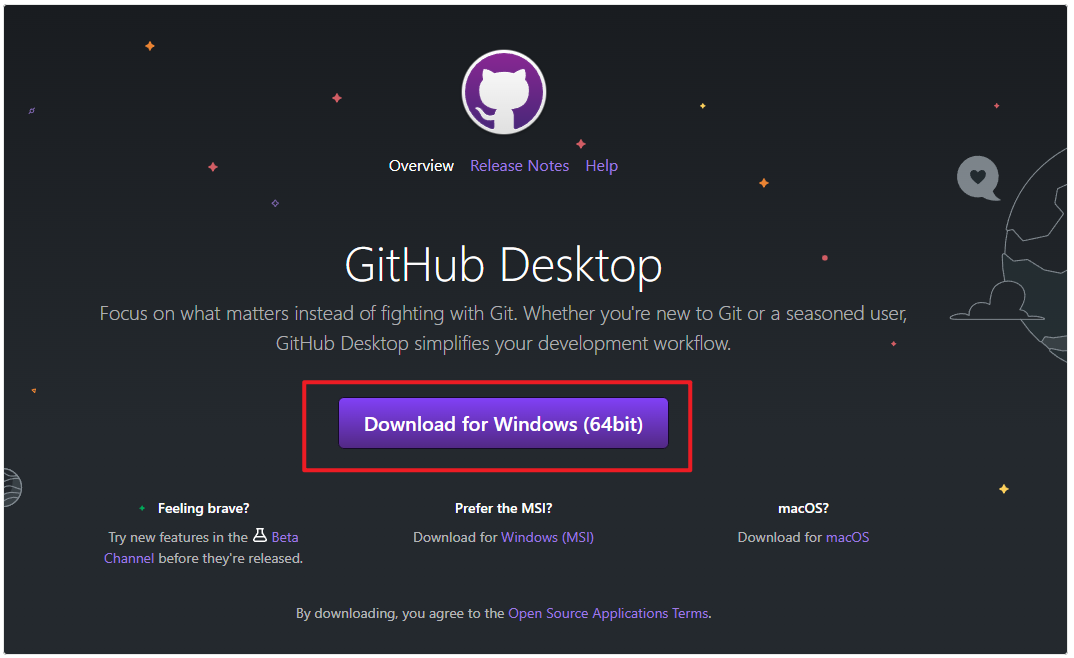 Overview Release Notes Help
GitHub Desktop
Focus on what matters instead of fighting with Git. Whether you're new to Git or a seasoned user,
GitHub Desktop simplifies your development workflow.
Download for Windows (64bit)
Feeling brave?
Try new features in the Beta
Channel before they're released.
Prefer the MSI?
Download for Windows (MSI)
macOS?
Download for macOS
By downloading, you agree to the Open Source Applications Terms.